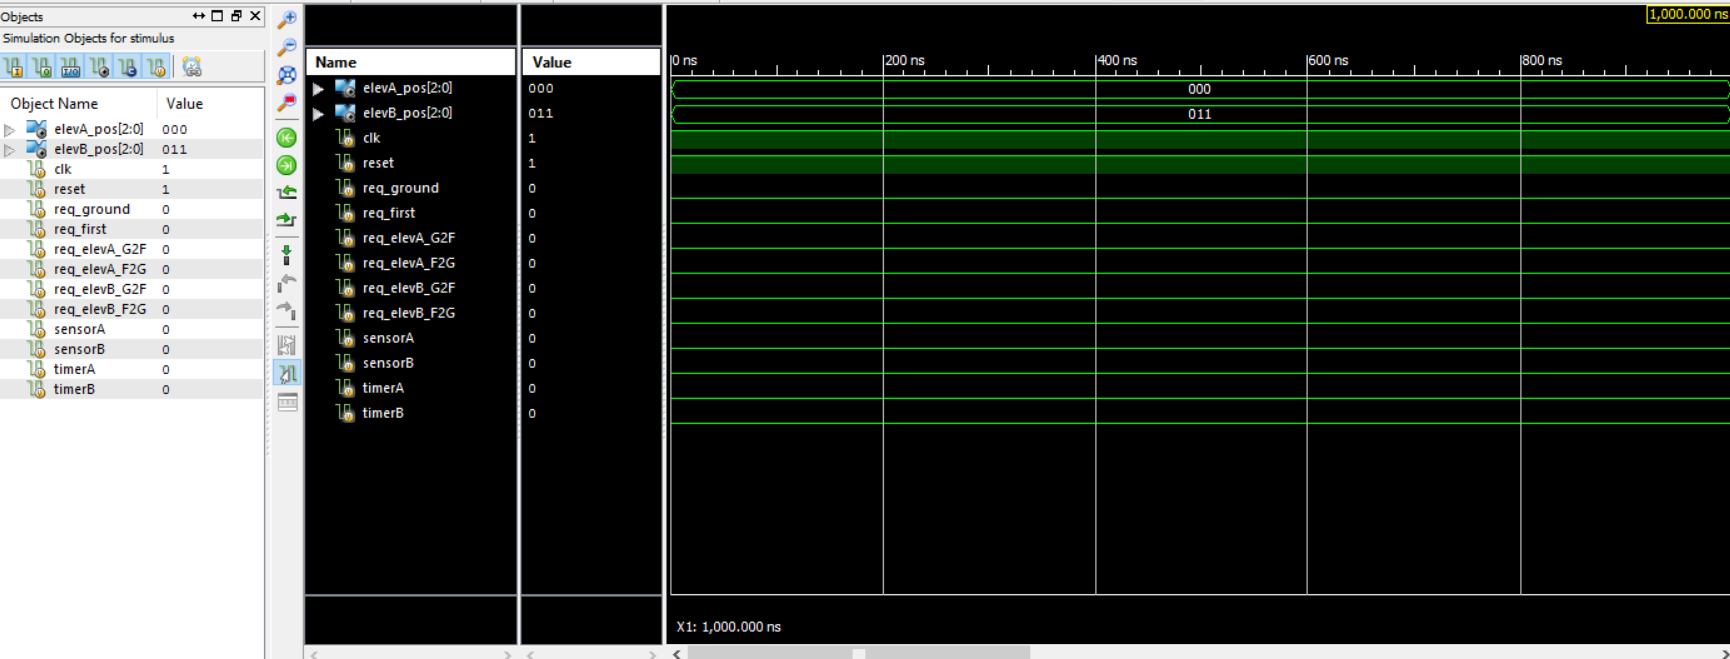 Objects
Simulation Objects for stimulus
Object Name Value
elevA_pos[2:0] 000
elevB_pos[2:0] 011
clk 1
reset 1
req_ground 0
req_first 0
req_elevA_G2F 0
req_elevA_F2G 0
req_elevB_G2F 0
req_elevB_F2G 0
sensorA 0
sensorB 0
timerA 0
timerB 0
Name Value
elevA_pos[2:0] 000
elevB_pos[2:0] 011
clk 1
reset 1
req_ground 0
req_first 0
req_elevA_G2F 0
req_elevA_F2G 0
req_elevB_G2F 0
req_elevB_F2G 0
sensorA 0
sensorB 0
timerA 0
timerB 0
1,000.000 ns
0 ns 200 ns 400 ns 600 ns 800 ns
000
011
X1: 1,000.000 ns